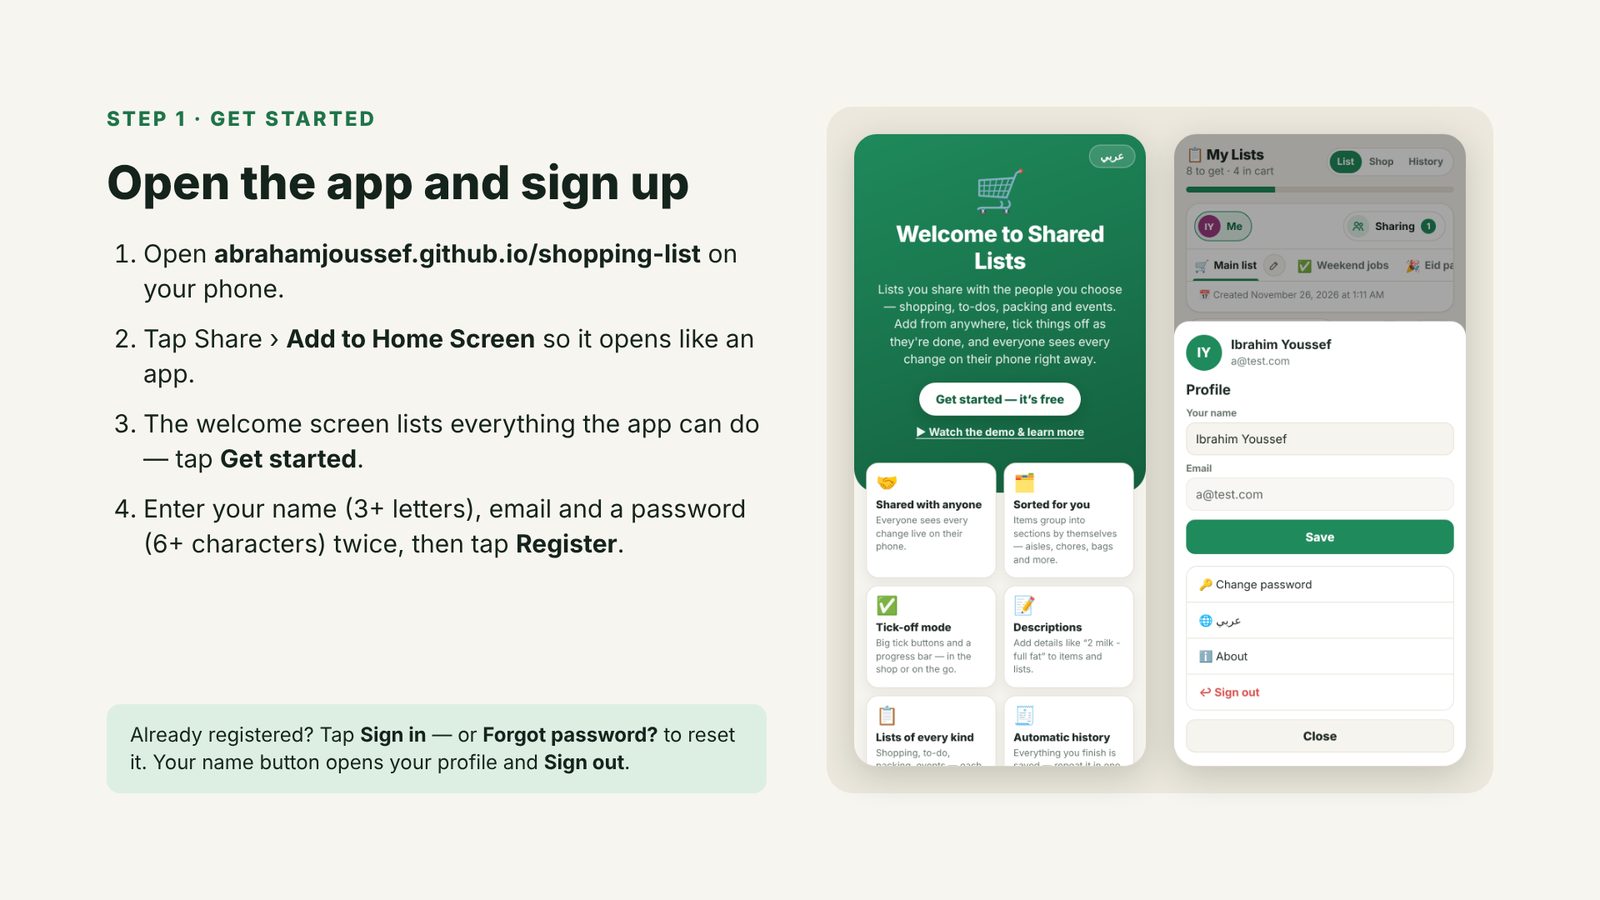 STEP 1 · GET STARTED
Open the app and sign up
1. Open abrahamjoussef.github.io/shopping-list on
your phone.
2. Tap Share › Add to Home Screen so it opens like an
app.
3. The welcome screen lists everything the app can do
— tap Get started.
4. Enter your name (3+ letters), email and a password
(6+ characters) twice, then tap Register.
Already registered? Tap Sign in — or Forgot password? to reset
it. Your name button opens your profile and Sign out.
عربي
Welcome to Shared
Lists
Lists you share with the people you choose
— shopping, to-dos, packing and events.
Add from anywhere, tick things off as
they're done, and everyone sees every
change on their phone right away.
Get started — it's free
▶ Watch the demo & learn more
Shared with anyone
Everyone sees every
change live on their
phone.
Sorted for you
Items group into
sections by themselves
— aisles, chores, bags
and more.
Tick-off mode
Big tick buttons and a
progress bar — in the
shop or on the go.
Descriptions
Add details like "2 milk -
full fat" to items and
lists.
Lists of every kind
Shopping, to-do,
packing, events — each
Automatic history
Everything you finish is
saved — repeat it in one
My Lists
8 to get · 4 in cart
List Shop History
IY Me
Sharing 1
Main list Weekend jobs Eid pa
Created November 26, 2026 at 1:11 AM
IY
Ibrahim Youssef
a@test.com
Profile
Your name
Ibrahim Youssef
Email
a@test.com
Save
Change password
عربي
About
Sign out
Close